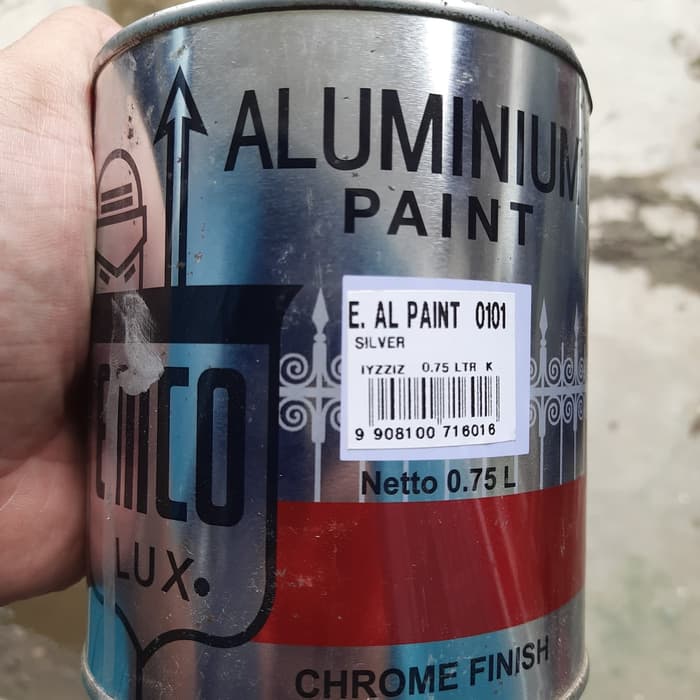 ALUMINIUM
PAINT
E. AL PAINT 0101
SILVER
IYZZIZ 0.75 LTR K
9 908100 716016
Netto 0.75 L
EMCO
LUX
CHROME FINISH